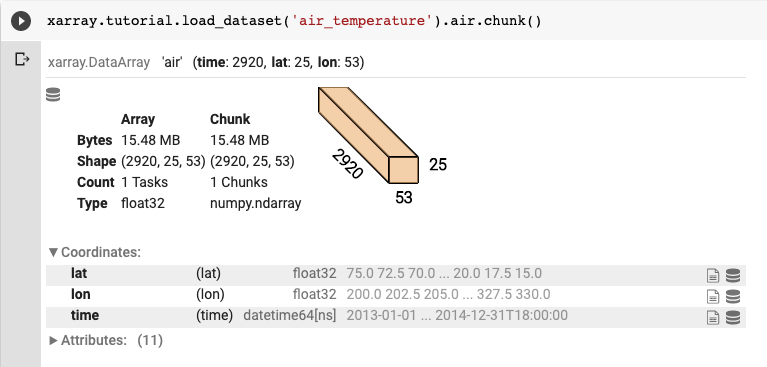 xarray.tutorial.load_dataset('air_temperature').air.chunk()
xarray.DataArray 'air' (time: 2920, lat: 25, lon: 53)
Array Chunk
Bytes 15.48 MB 15.48 MB
Shape (2920, 25, 53) (2920, 25, 53)
Count 1 Tasks 1 Chunks
Type float32 numpy.ndarray
2920
25
53
▼Coordinates:
lat (lat) float32 75.0 72.5 70.0 ... 20.0 17.5 15.0
lon (lon) float32 200.0 202.5 205.0 ... 327.5 330.0
time (time) datetime64[ns] 2013-01-01 ... 2014-12-31T18:00:00
►Attributes: (11)